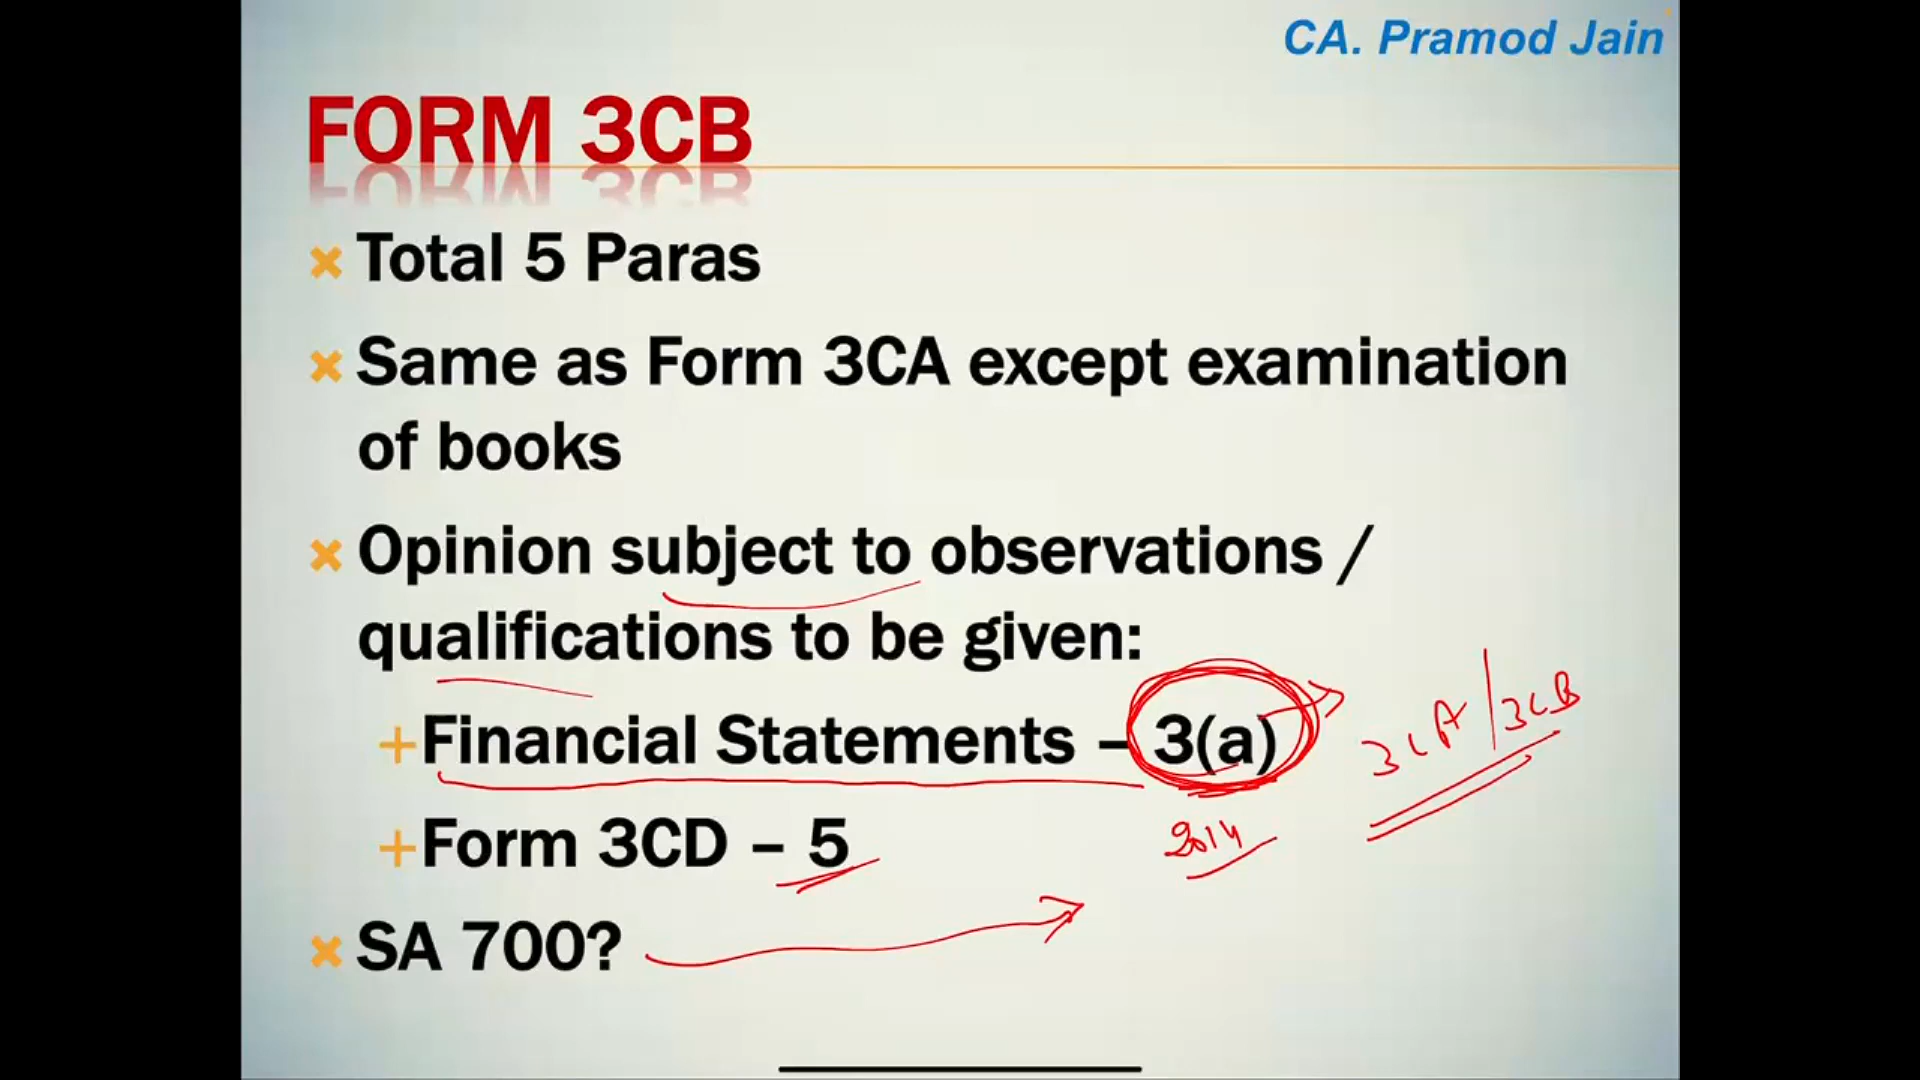 CA. Pramod Jain
FORM 3CB
Total 5 Paras
Same as Form 3CA except examination
of books
Opinion subject to observations /
qualifications to be given:
+Financial Statements – 3(a)
3CA/3CB
2014
+Form 3CD – 5
SA 700?